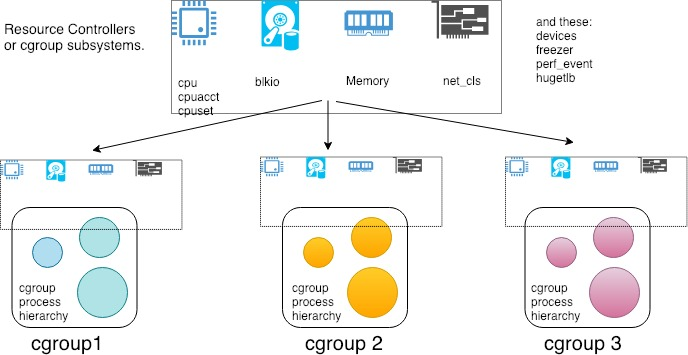 Resource Controllers
or cgroup subsystems.
cpu
cpuacct
cpuset
blkio
Memory
net_cls
and these:
devices
freezer
perf_event
hugetlb
cgroup
process
hierarchy
cgroup1
cgroup
process
hierarchy
cgroup 2
cgroup
process
hierarchy
cgroup 3